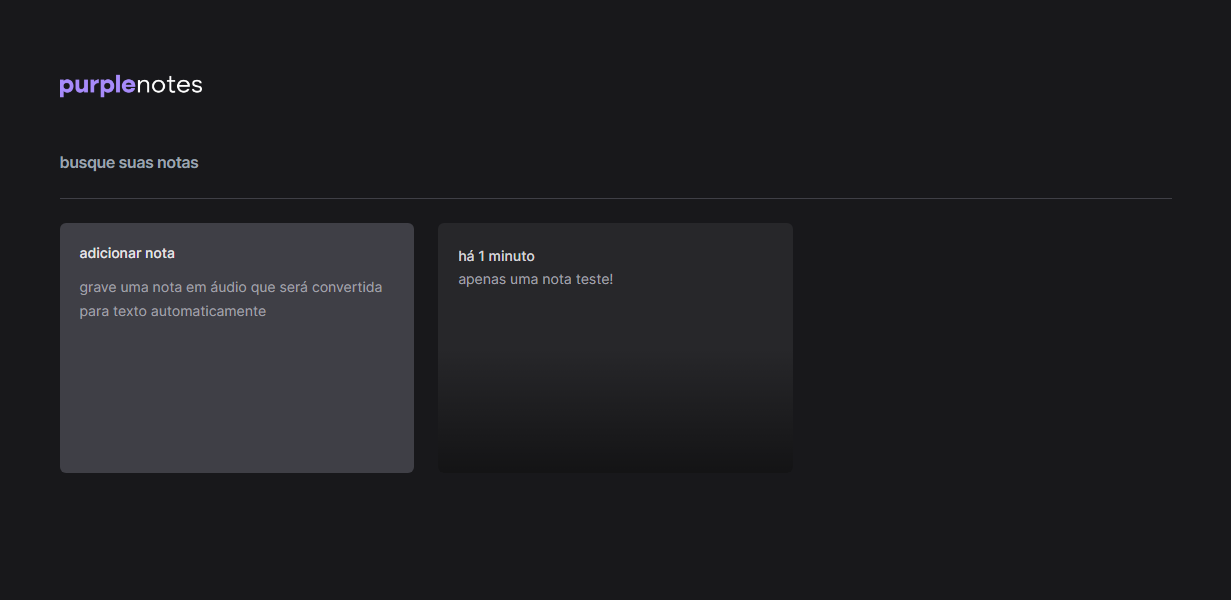 purplenotes
busque suas notas
adicionar nota
grave uma nota em áudio que será convertida
para texto automaticamente
há 1 minuto
apenas uma nota teste!